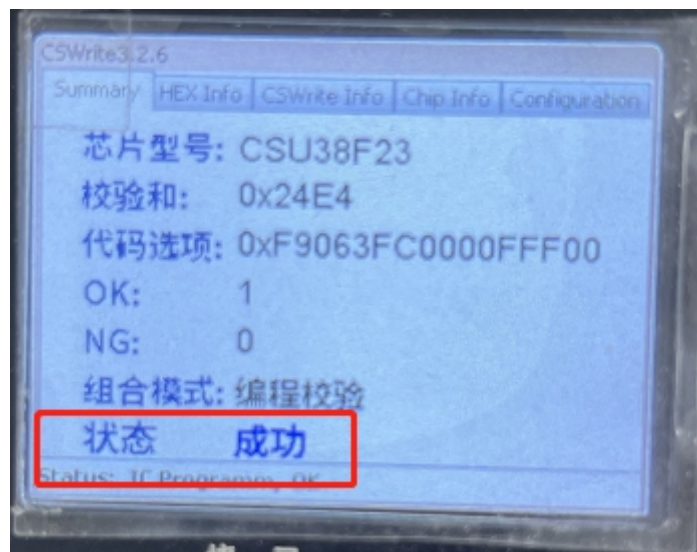 CSWrite3.2.6
Summary HEX Info CSWrite Info Chip Info Configuration
芯片型号: CSU38F23
校验和: 0x24E4
代码选项: 0xF9063FC0000FFF00
OK: 1
NG: 0
组合模式: 编程校验
状态 成功
Status: IC Programm, OK